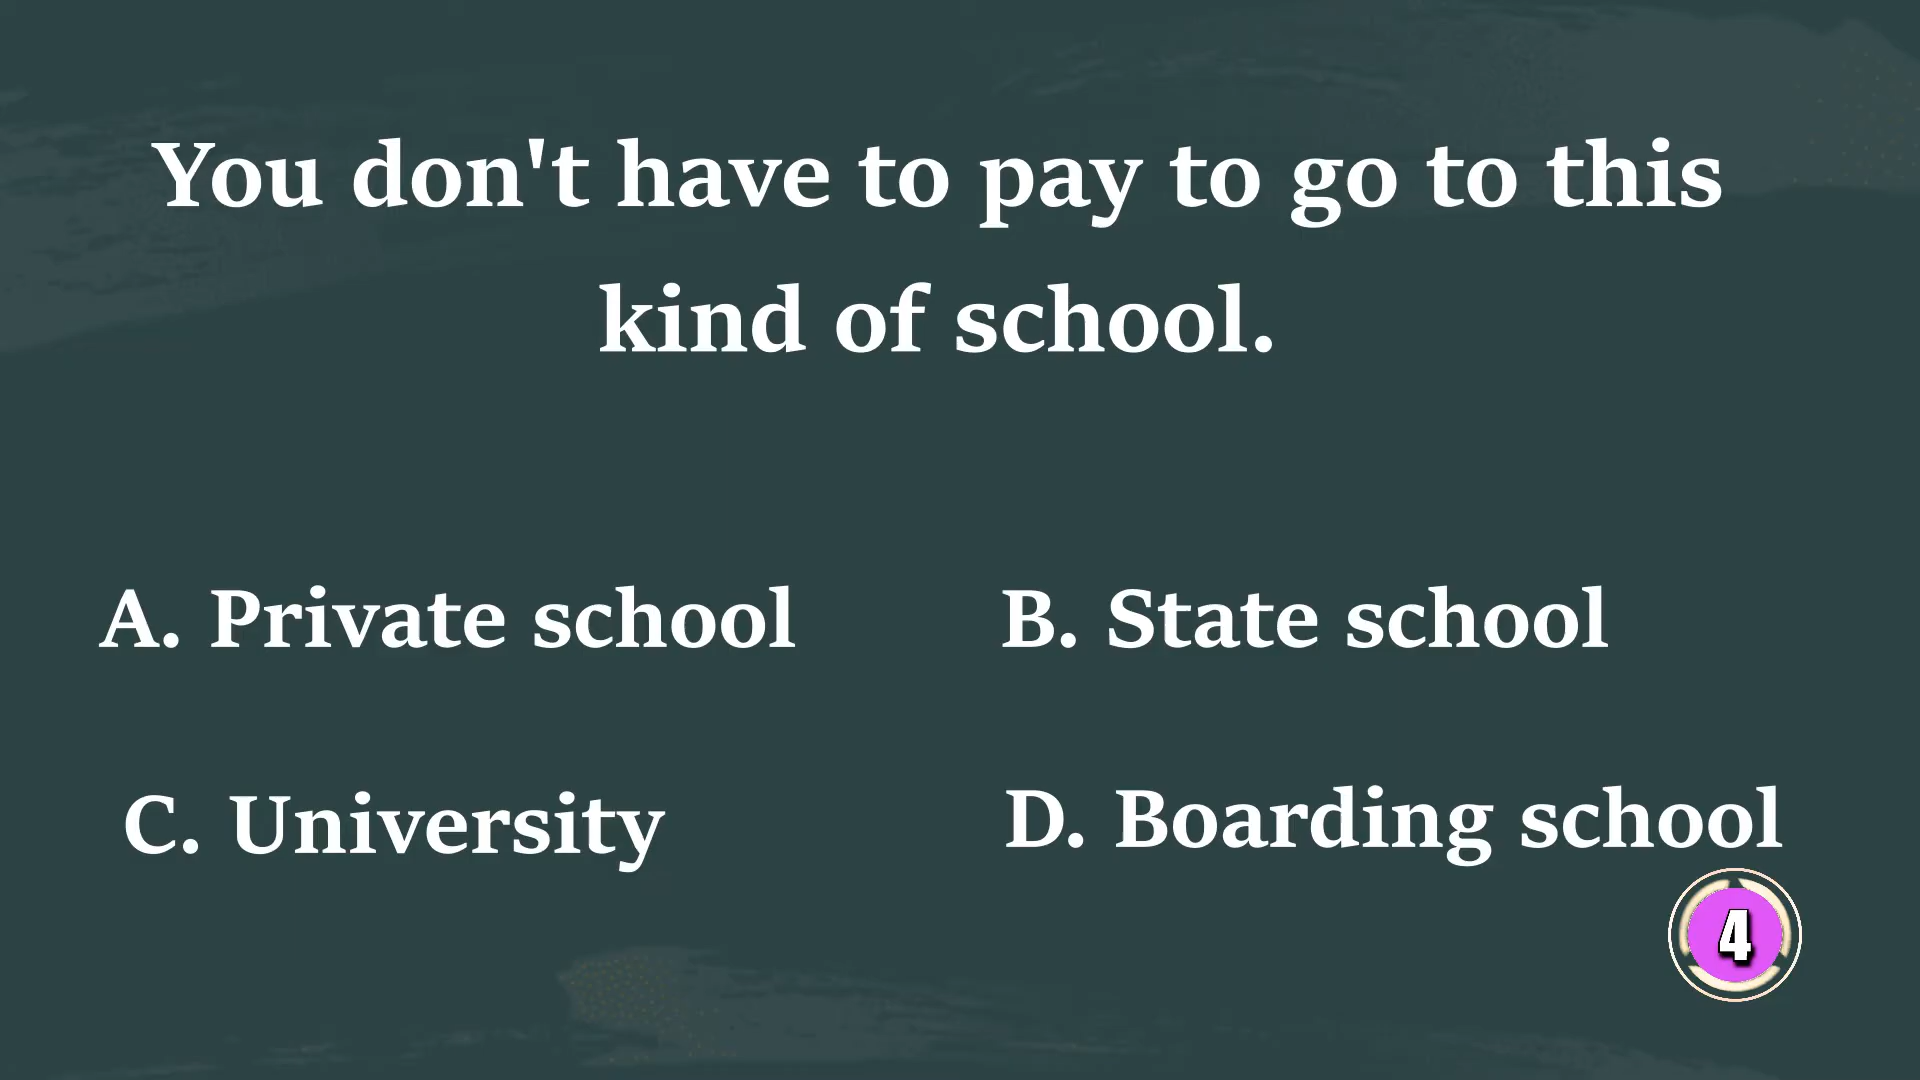 You don't have to pay to go to this
kind of school.
A. Private school
B. State school
C. University
D. Boarding school
4